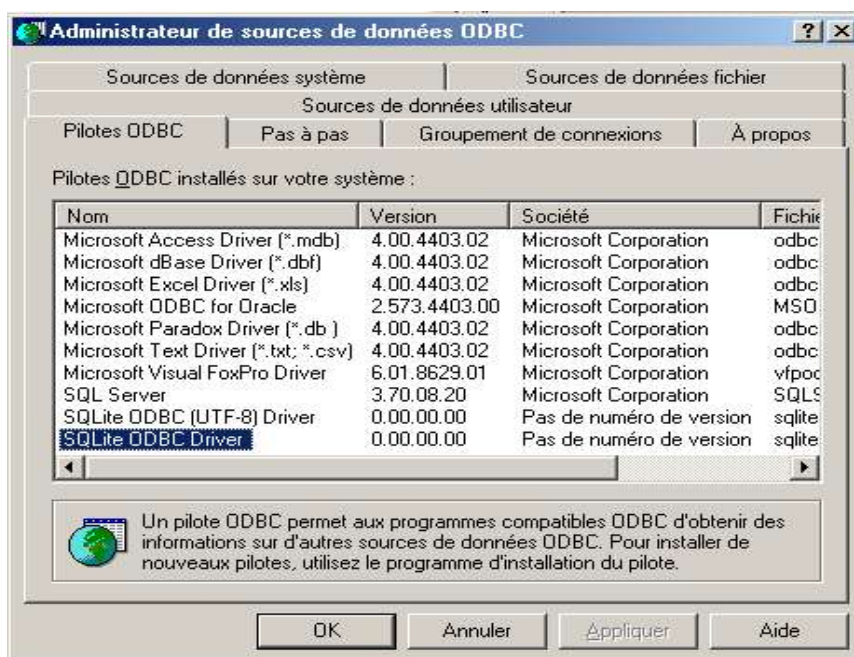 Administrateur de sources de données ODBC
Sources de données système Sources de données fichier
Sources de données utilisateur
Pilotes ODBC Pas à pas Groupement de connexions À propos
Pilotes ODBC installés sur votre système :
Nom Version Société Fichie
Microsoft Access Driver (*.mdb) 4.00.4403.02 Microsoft Corporation odbc
Microsoft dBase Driver (*.dbf) 4.00.4403.02 Microsoft Corporation odbc
Microsoft Excel Driver (*.xls) 4.00.4403.02 Microsoft Corporation odbc
Microsoft ODBC for Oracle 2.573.4403.00 Microsoft Corporation MSO
Microsoft Paradox Driver (*.db ) 4.00.4403.02 Microsoft Corporation odbc
Microsoft Text Driver (*.txt; *.csv) 4.00.4403.02 Microsoft Corporation odbc
Microsoft Visual FoxPro Driver 6.01.8629.01 Microsoft Corporation vfpod
SQL Server 3.70.08.20 Microsoft Corporation SQLS
SQLite ODBC (UTF-8) Driver 0.00.00.00 Pas de numéro de version sqlite
SQLite ODBC Driver 0.00.00.00 Pas de numéro de version sqlite
Un pilote ODBC permet aux programmes compatibles ODBC d'obtenir des
informations sur d'autres sources de données ODBC. Pour installer de
nouveaux pilotes, utilisez le programme d'installation du pilote.
OK Annuler Appliquer Aide